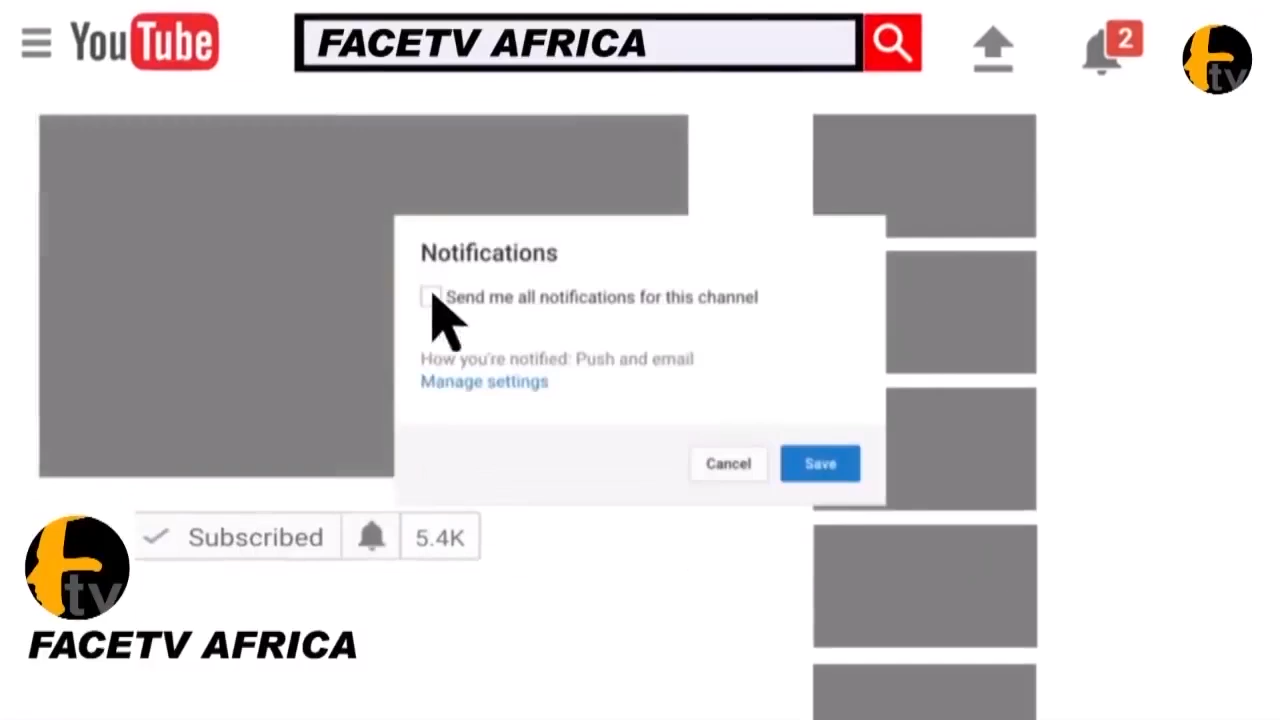 YouTube
FACETV AFRICA
2
tv
Notifications
Send me all notifications for this channel
How you're notified: Push and email
Manage settings
Cancel
Save
Subscribed
5.4K
tv
FACETV AFRICA